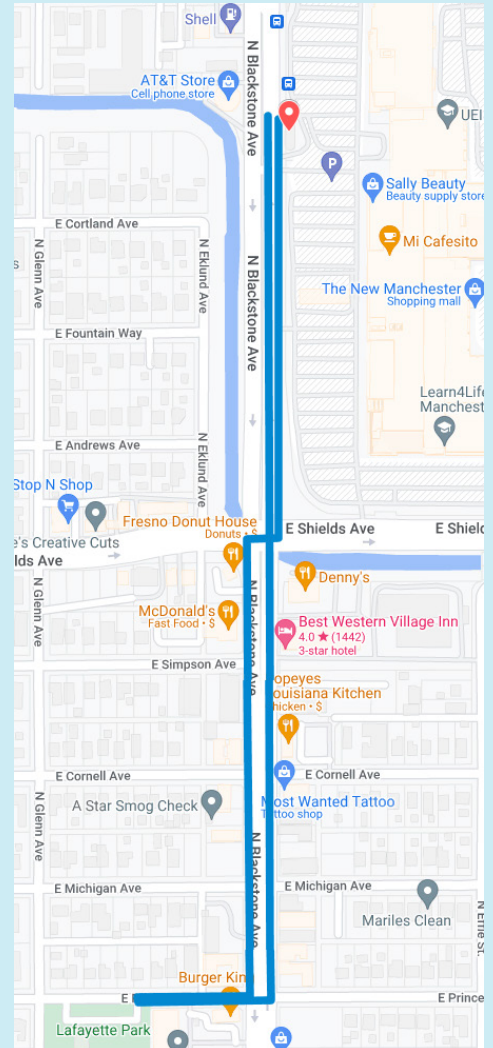 Shell
N Blackstone Ave
AT&T Store
Cell phone store
UEI
P
Sally Beauty
Beauty supply store
E Cortland Ave
N Glenn Ave
N Eklund Ave
Mi Cafesito
s
N Blackstone Ave
The New Manchester
Shopping mall
E Fountain Way
Learn4Life
Manchest
E Andrews Ave
N Eklund Ave
Stop N Shop
Fresno Donut House
Donuts • $
E Shields Ave
E Shield
e's Creative Cuts
lds Ave
Denny's
N Glenn Ave
McDonald's
Fast Food • $
N Blackstone Ave
Best Western Village Inn
4.0 ★ (1442)
3-star hotel
E Simpson Ave
opeyes
ouisiana Kitchen
hicken • $
E Cornell Ave
E Cornell Ave
N Glenn Ave
A Star Smog Check
Most Wanted Tattoo
Tattoo shop
N Blackstone Ave
E Michigan Ave
E Michigan Ave
Mariles Clean
Burger King
E
E Prince
Lafayette Park